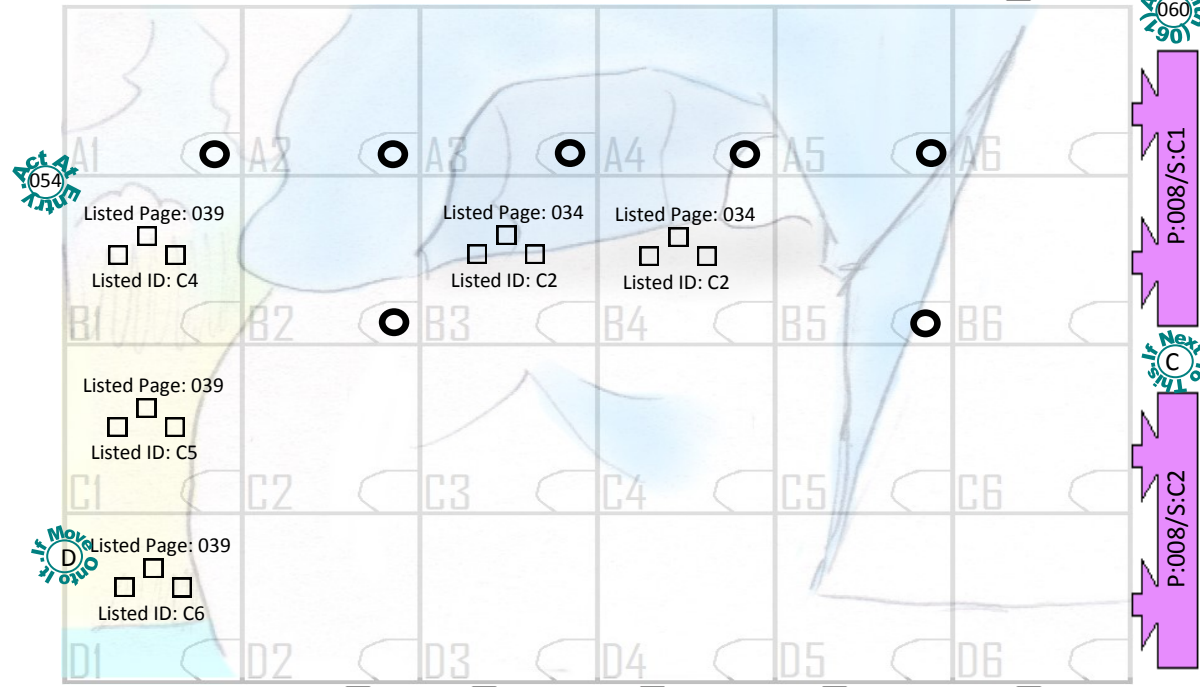 060
(061)
A1
A2
A3
A4
A5
A6
P:008/S:C1
Act At Entry
054
Listed Page: 039
Listed ID: C4
Listed Page: 034
Listed ID: C2
Listed Page: 034
Listed ID: C2
B1
B2
B3
B4
B5
B6
If Next To This
C
Listed Page: 039
Listed ID: C5
C1
C2
C3
C4
C5
C6
P:008/S:C2
If Move Onto It
D
Listed Page: 039
Listed ID: C6
D1
D2
D3
D4
D5
D6